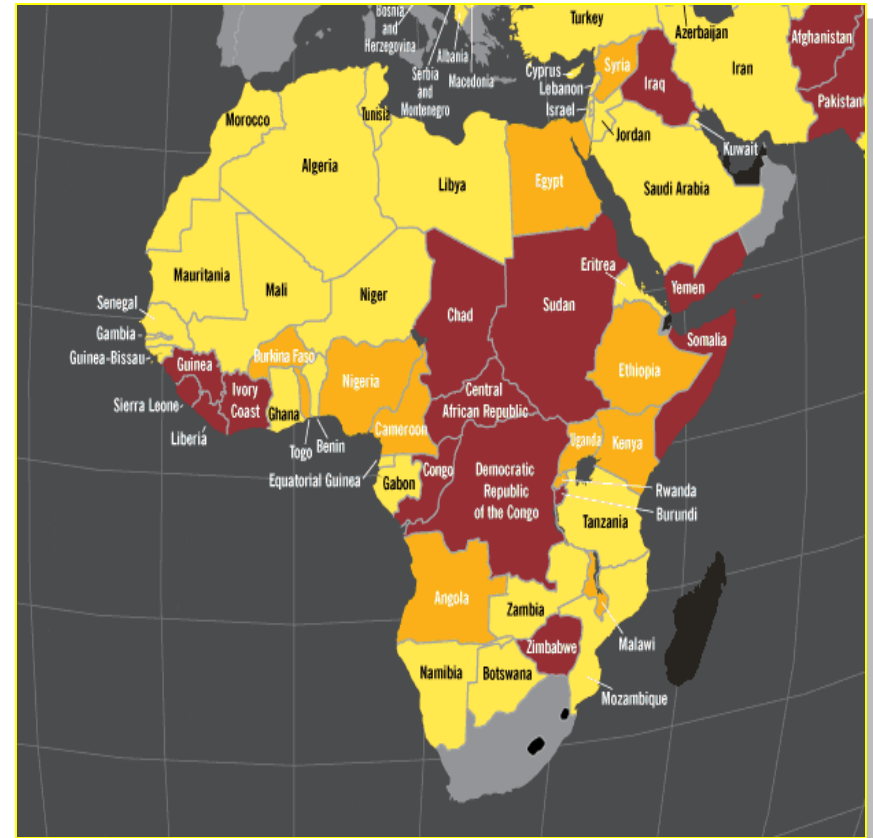 Bosnia
and
Herzegovina
Albania
Serbia
and
Montenegro
Macedonia
Turkey
Azerbaijan
Afghanistan
Cyprus
Lebanon
Israel
Syria
Iraq
Iran
Pakistan
Jordan
Kuwait
Morocco
Tunisia
Algeria
Libya
Egypt
Saudi Arabia
Mauritania
Mali
Niger
Chad
Sudan
Eritrea
Yemen
Senegal
Gambia
Guinea-Bissau
Guinea
Sierra Leone
Liberia
Ivory
Coast
Burkina Faso
Ghana
Togo
Benin
Nigeria
Cameroon
Equatorial Guinea
Central
African Republic
Ethiopia
Somalia
Gabon
Congo
Democratic
Republic
of the Congo
Uganda
Kenya
Rwanda
Burundi
Tanzania
Angola
Zambia
Malawi
Zimbabwe
Mozambique
Namibia
Botswana